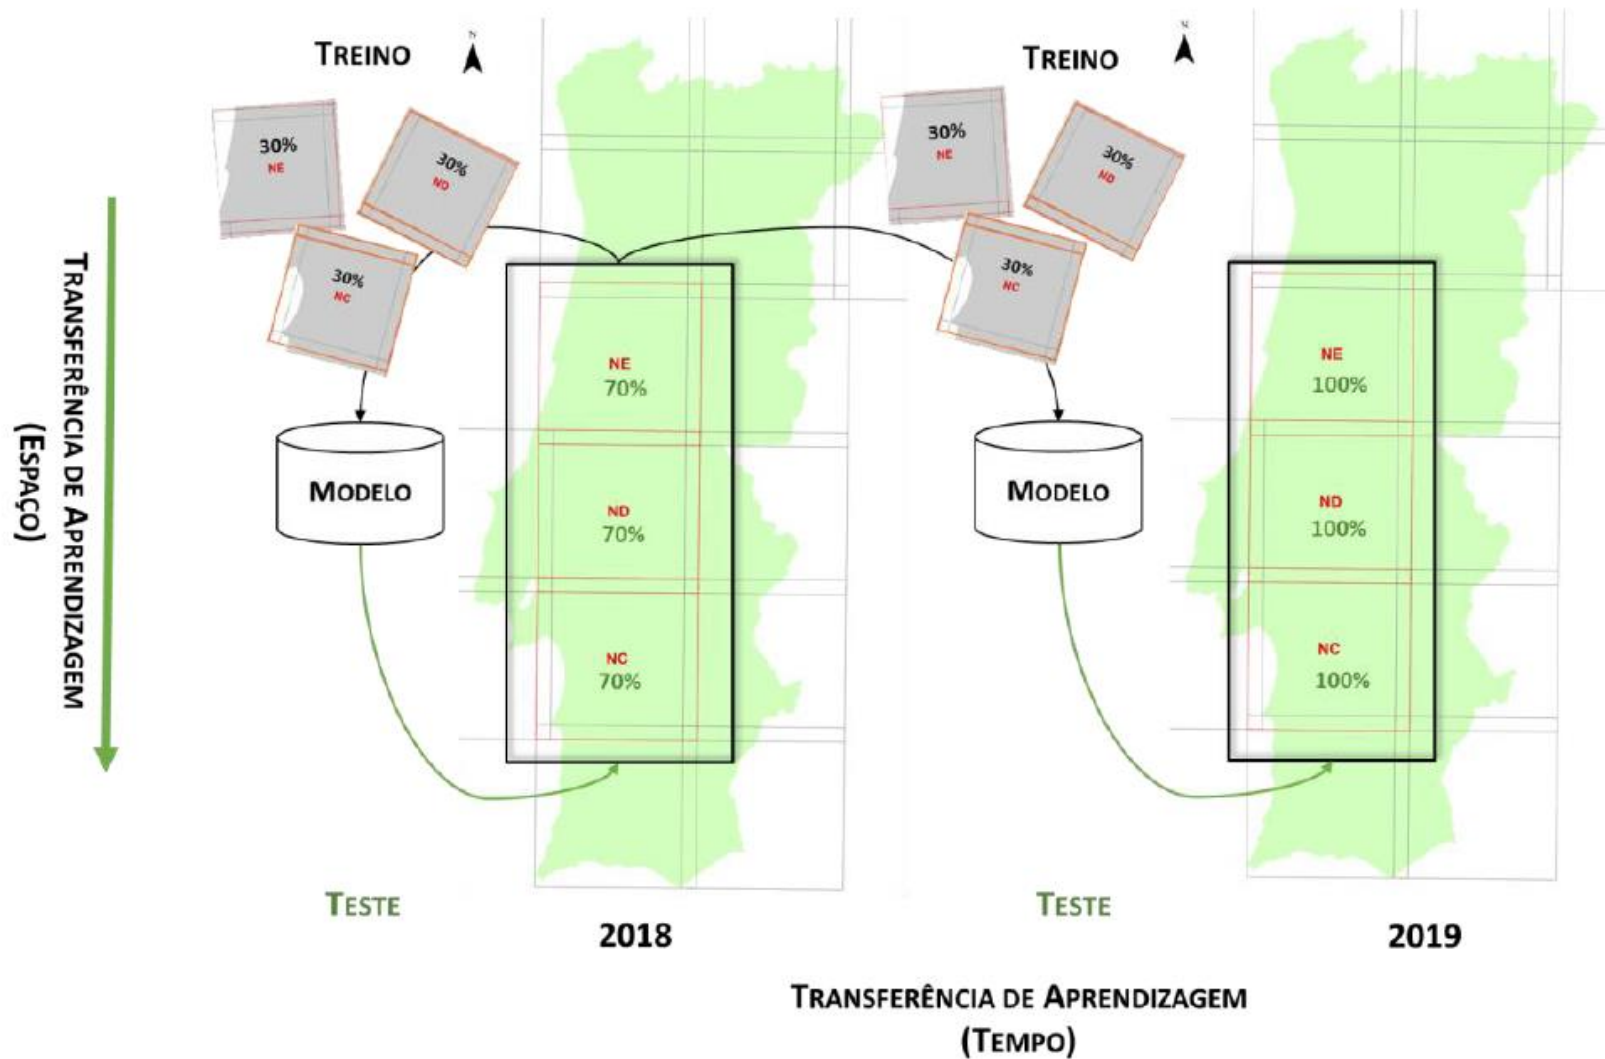 TREINO
N
30%
NE
30%
ND
30%
NC
MODELO
NE
70%
ND
70%
NC
70%
TESTE
2018
TREINO
N
30%
NE
30%
ND
30%
NC
MODELO
NE
100%
ND
100%
NC
100%
TESTE
2019
TRANSFERÊNCIA DE APRENDIZAGEM
(ESPAÇO)
TRANSFERÊNCIA DE APRENDIZAGEM
(TEMPO)